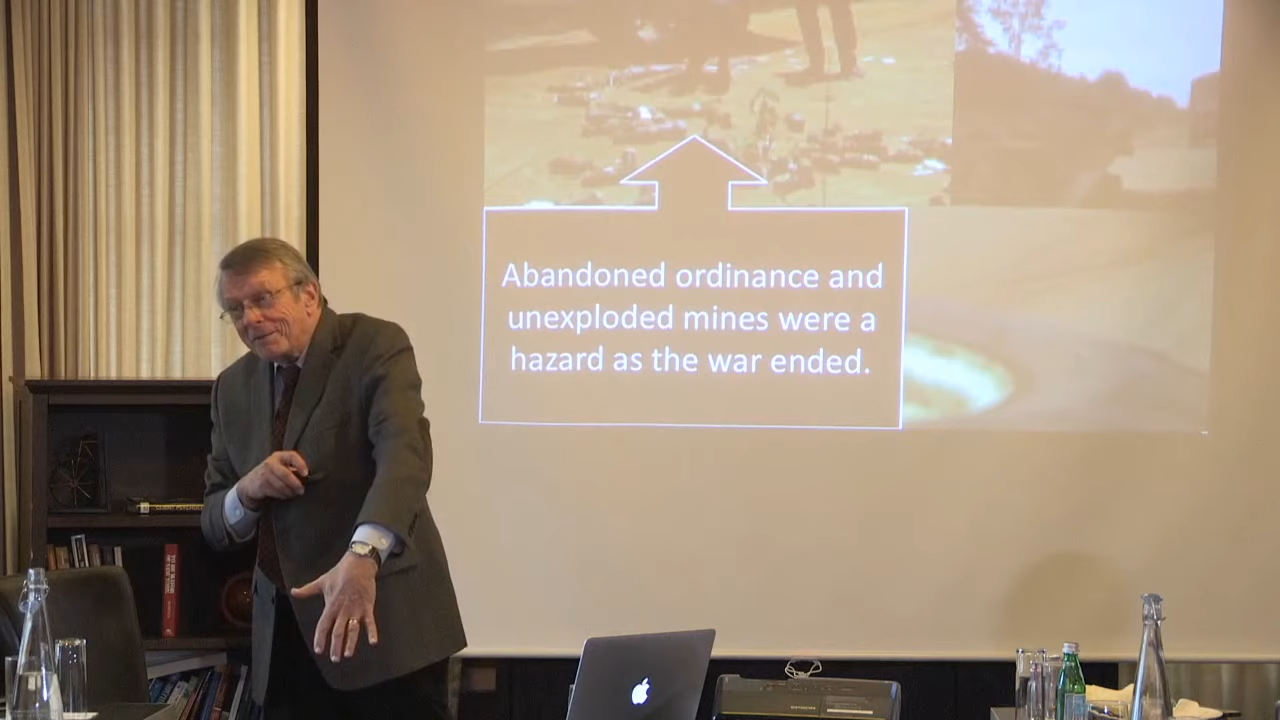 Abandoned ordinance and
unexploded mines were a
hazard as the war ended.